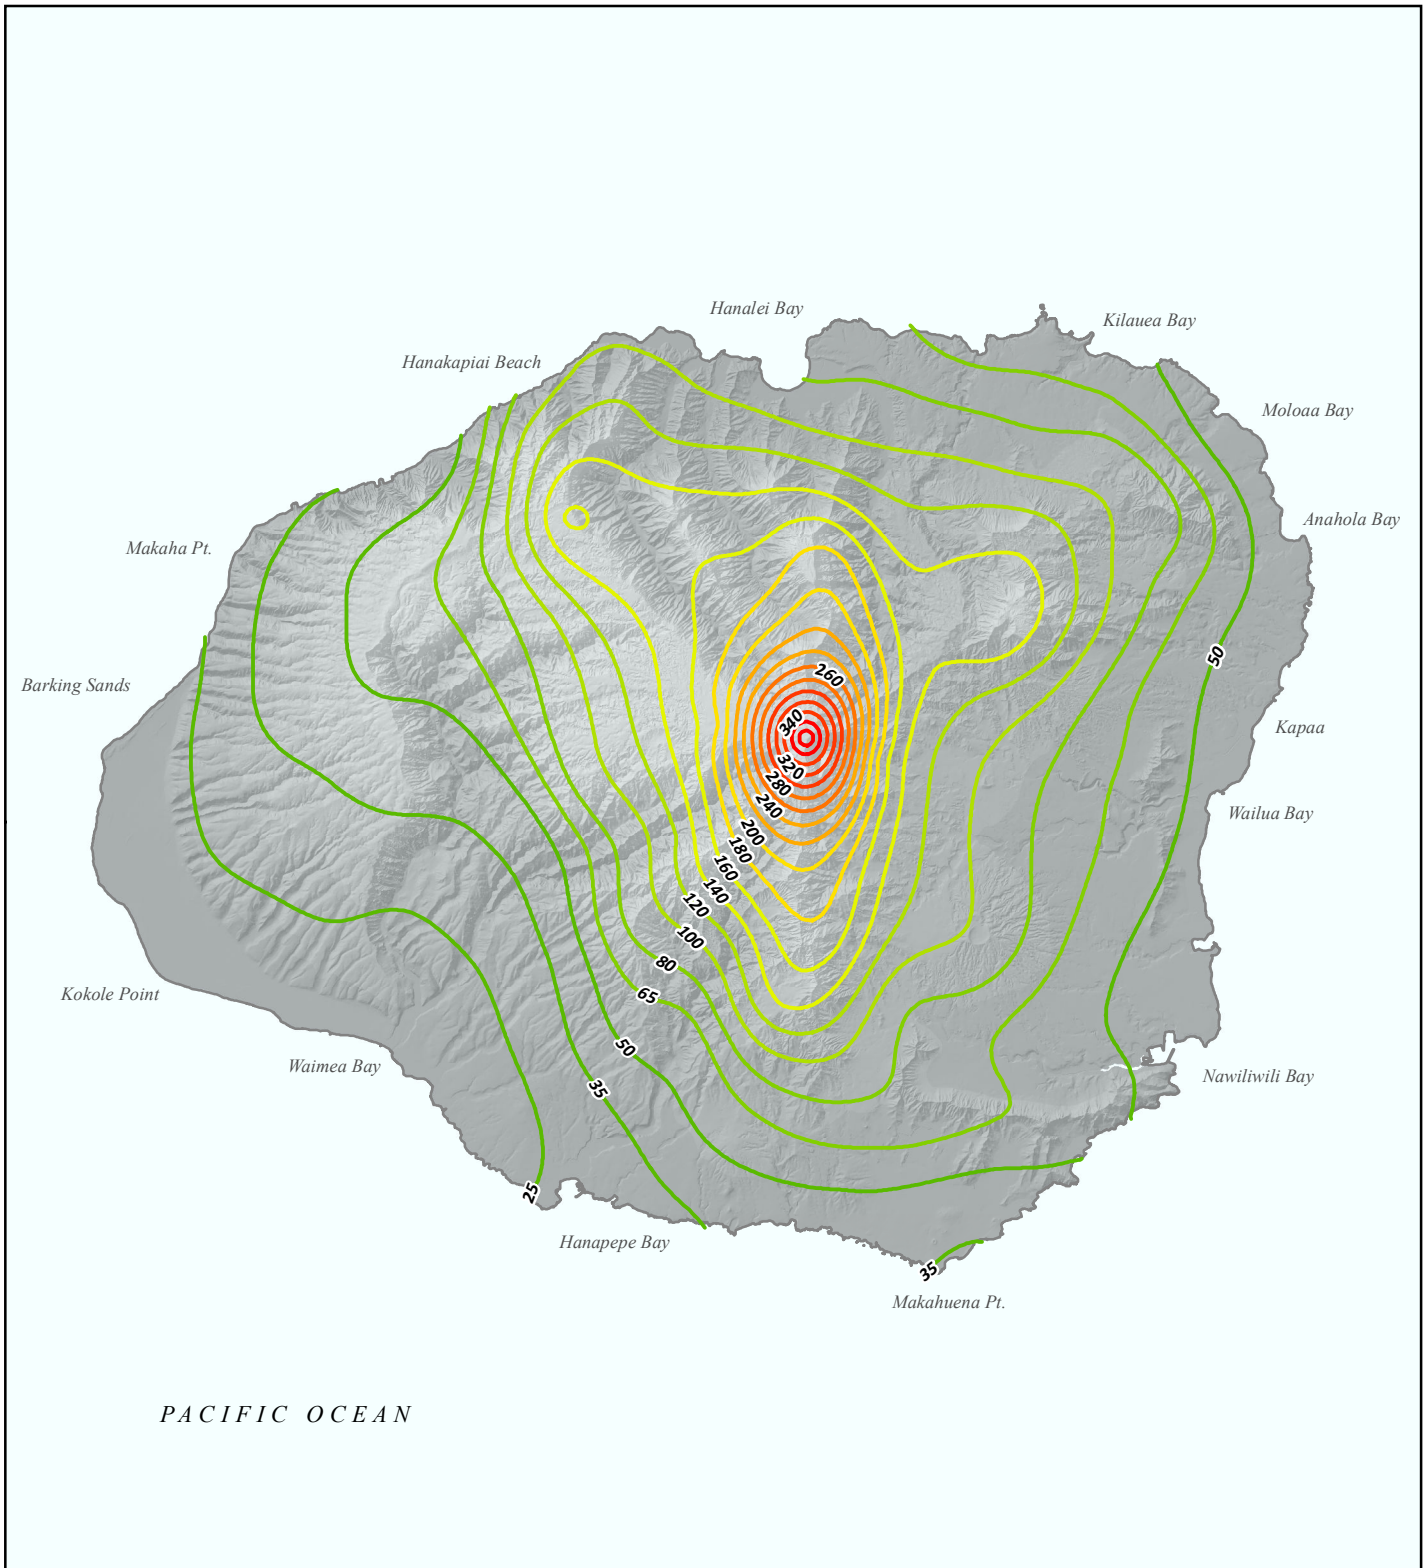 Hanalei Bay
Kilauea Bay
Hanakapiai Beach
Moloaa Bay
Anahola Bay
Makaha Pt.
50
260
Barking Sands
340
Kapaa
320
280
240
Wailua Bay
200
180
160
140
120
100
80
65
Kokole Point
50
Waimea Bay
Nawiliwili Bay
35
25
Hanapepe Bay
35
Makahuena Pt.
PACIFIC OCEAN